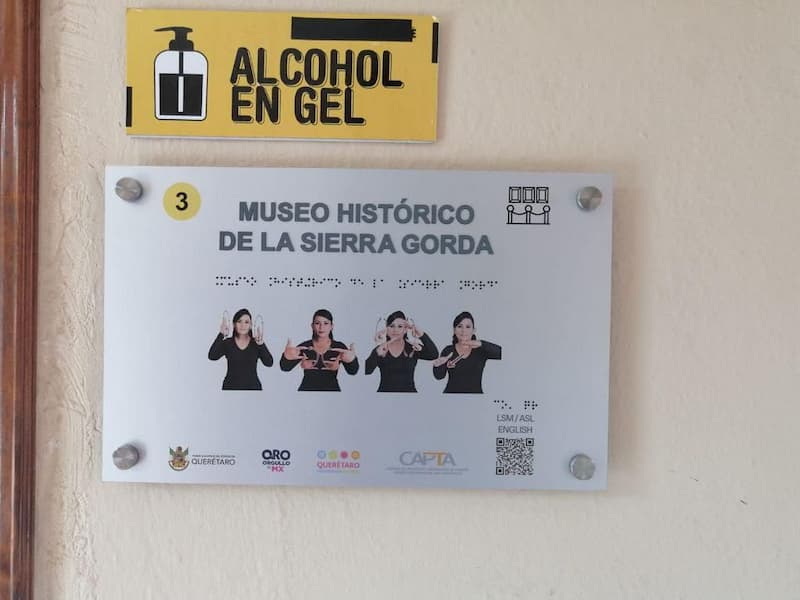 ALCOHOL
EN GEL
3
MUSEO HISTÓRICO
DE LA SIERRA GORDA
LSM / ASL
ENGLISH
QUERÉTARO
QRO
ORGULLO
DE MX
QUERÉTARO
CAPTA